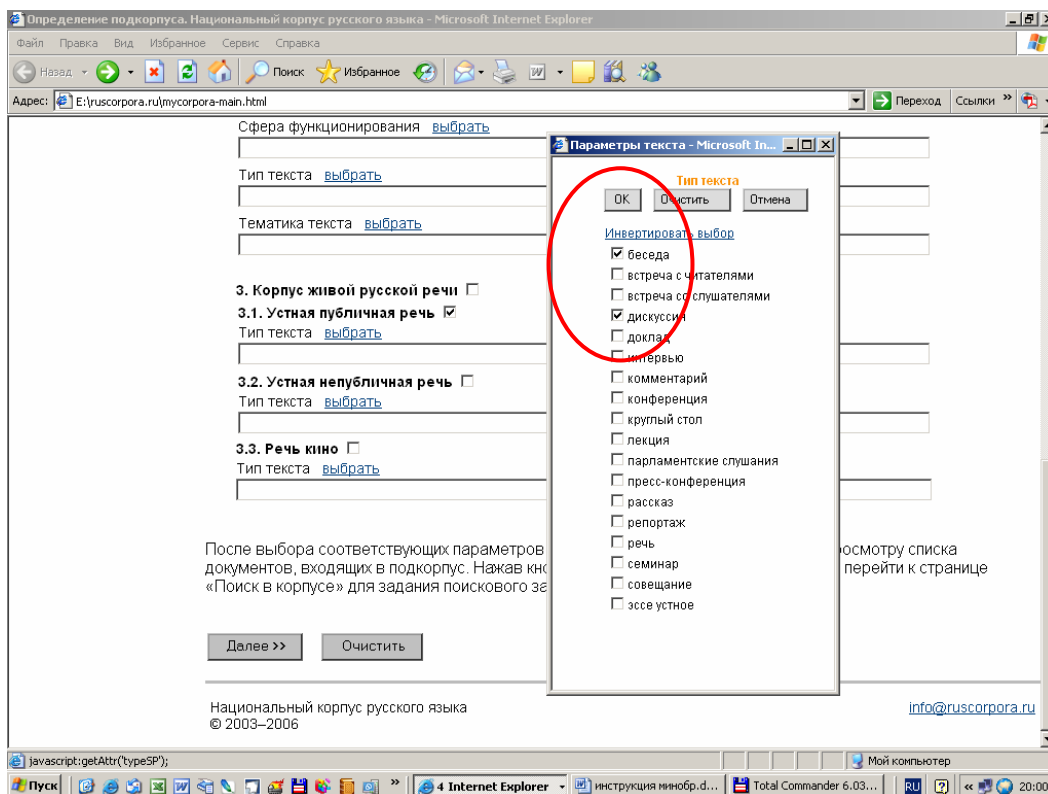 Определение подкорпуса. Национальный корпус русского языка - Microsoft Internet Explorer
Файл Правка Вид Избранное Сервис Справка
Назад Поиск Избранное
Адрес: E:\ruscorpora.ru\mycorpora-main.html Переход Ссылки »
Сфера функционирования выбрать
Тип текста выбрать
Тематика текста выбрать
3. Корпус живой русской речи
3.1. Устная публичная речь
Тип текста выбрать
3.2. Устная непубличная речь
Тип текста выбрать
3.3. Речь кино
Тип текста выбрать
После выбора соответствующих параметров
осмотру списка
документов, входящих в подкорпус. Нажав кно
перейти к странице
«Поиск в корпусе» для задания поискового за
Далее >> Очистить
Национальный корпус русского языка
© 2003–2006
info@ruscorpora.ru
Параметры текста - Microsoft In...
Тип текста
OK Очистить Отмена
Инвертировать выбор
беседа
встреча с читателями
встреча со слушателями
дискуссия
доклад
интервью
комментарий
конференция
круглый стол
лекция
парламентские слушания
пресс-конференция
рассказ
репортаж
речь
семинар
совещание
эссе устное
javascript:getAttr('typeSP'); Мой компьютер
Пуск » 4 Internet Explorer инструкция минобр.d... Total Commander 6.03... RU ? « 20:00